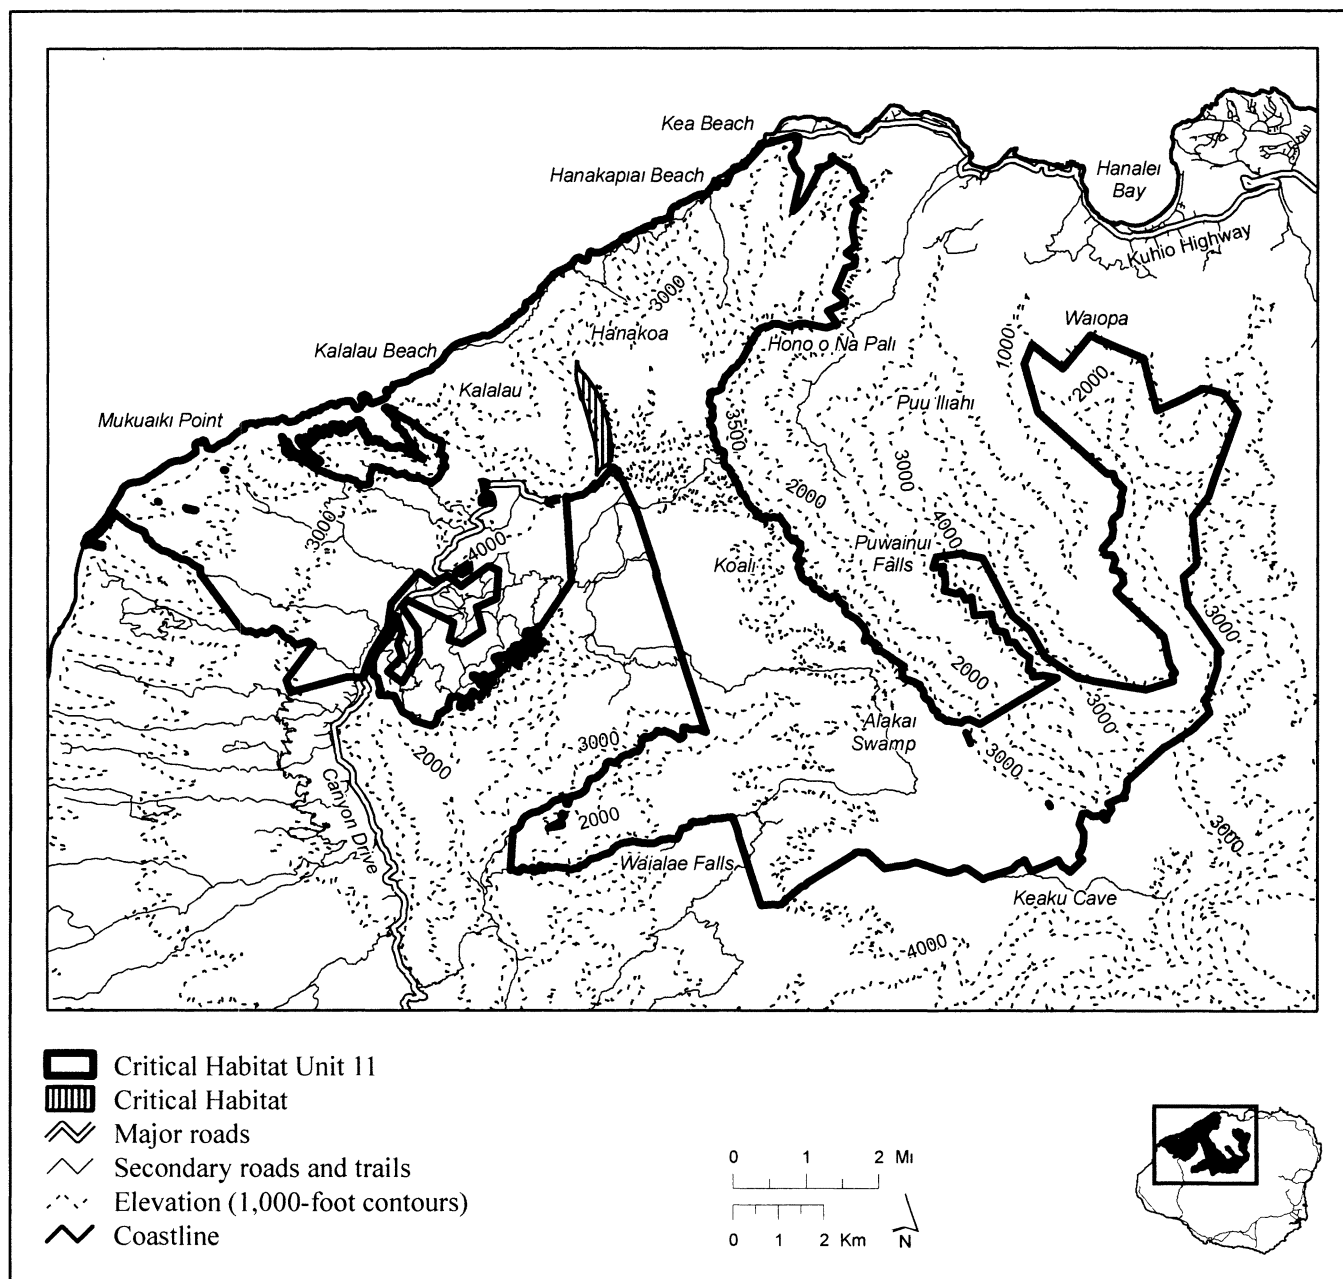 Kea Beach
Hanakapiai Beach
Hanalei
Bay
Kuhio Highway
3000
Hanakoa
Waiopa
Kalalau Beach
Hono o Na Pali
1000
2000
Kalalau
Mukuaiki Point
Puu Iliahi
3500
3000
2000
3000
4000
4000
Puwainui
Falls
Koali
3000
2000
Alakai
Swamp
3000
3000
3000
2000
Canyon Drive
2000
3000
Waialae Falls
Keaku Cave
4000
Critical Habitat Unit 11
Critical Habitat
Major roads
Secondary roads and trails
Elevation (1,000-foot contours)
Coastline
0 1 2 Mi
0 1 2 Km
N